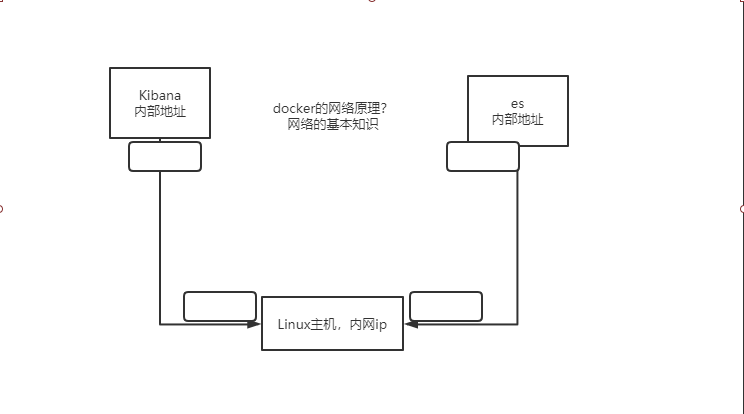 Kibana
内部地址
docker的网络原理?
网络的基本知识
es
内部地址
Linux主机，内网ip